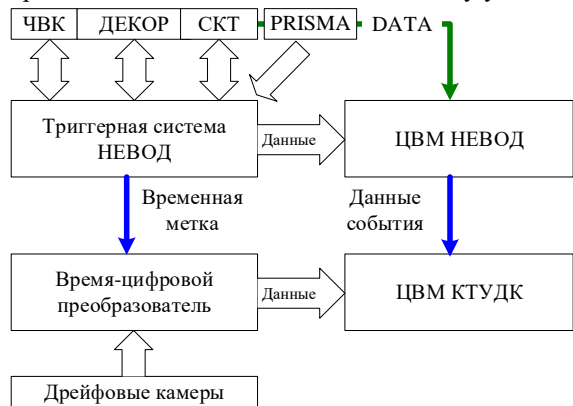 ЧВК ДЕКОР СКТ PRISMA DATA
Триггерная система
НЕВОД
Данные
ЦВМ НЕВОД
Временная
метка
Данные
события
Время-цифровой
преобразователь
Данные
ЦВМ КТУДК
Дрейфовые камеры